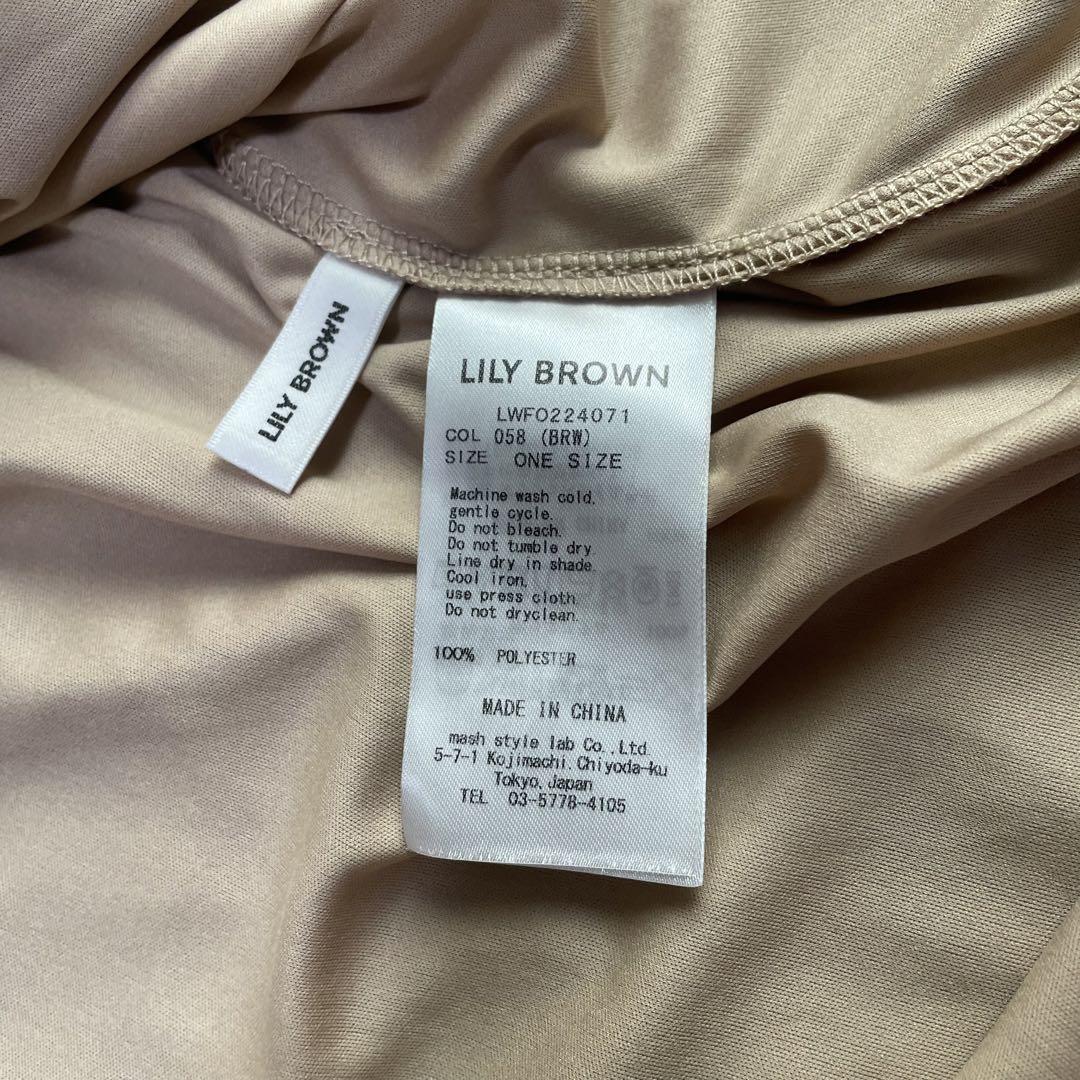 LILY BROWN
LILY BROWN
LWFO224071
COL 058 (BRW)
SIZE ONE SIZE
Machine wash cold.
gentle cycle.
Do not bleach.
Do not tumble dry
Line dry in shade.
Cool iron.
use press cloth.
Do not dryclean.
100% POLYESTER
MADE IN CHINA
mash style lab Co.,Ltd.
5-7-1 Kojimachi.Chiyoda-ku
Tokyo.Japan
TEL 03-5778-4105